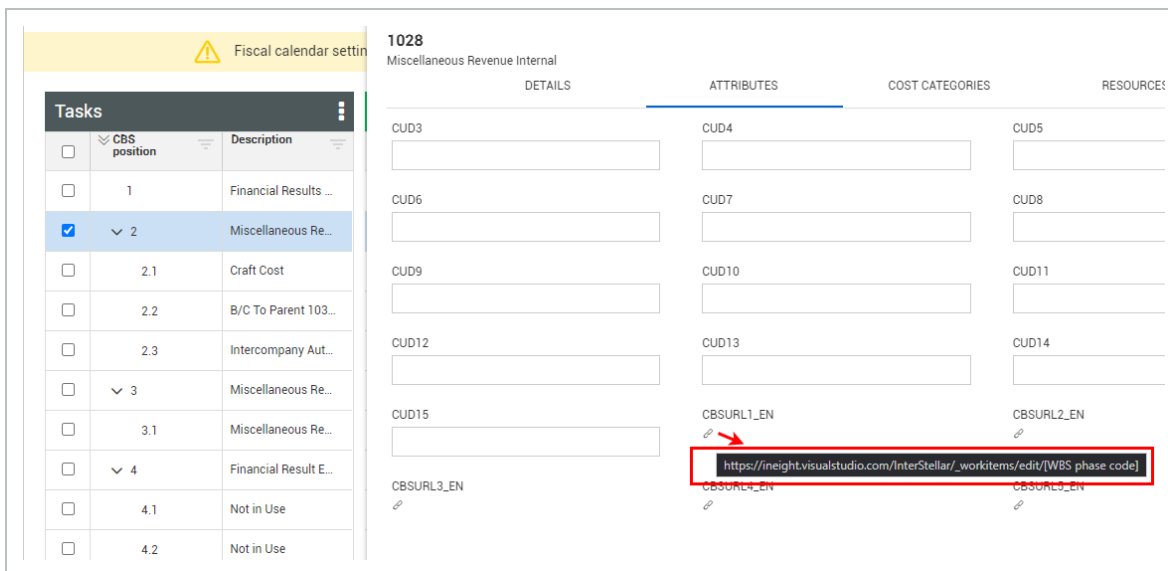 Fiscal calendar settin
Tasks
CBS position
Description
1
Financial Results ...
2
Miscellaneous Re...
2.1
Craft Cost
2.2
B/C To Parent 103...
2.3
Intercompany Aut...
3
Miscellaneous Re...
3.1
Miscellaneous Re...
4
Financial Result E...
4.1
Not in Use
4.2
Not in Use
1028
Miscellaneous Revenue Internal
DETAILS
ATTRIBUTES
COST CATEGORIES
RESOURCES
CUD3
CUD4
CUD5
CUD6
CUD7
CUD8
CUD9
CUD10
CUD11
CUD12
CUD13
CUD14
CUD15
CBSURL1_EN
CBSURL2_EN
https://ineight.visualstudio.com/InterStellar/_workitems/edit/[WBS phase code]
CBSURL3_EN
CBSURL4_EN
CBSURL5_EN